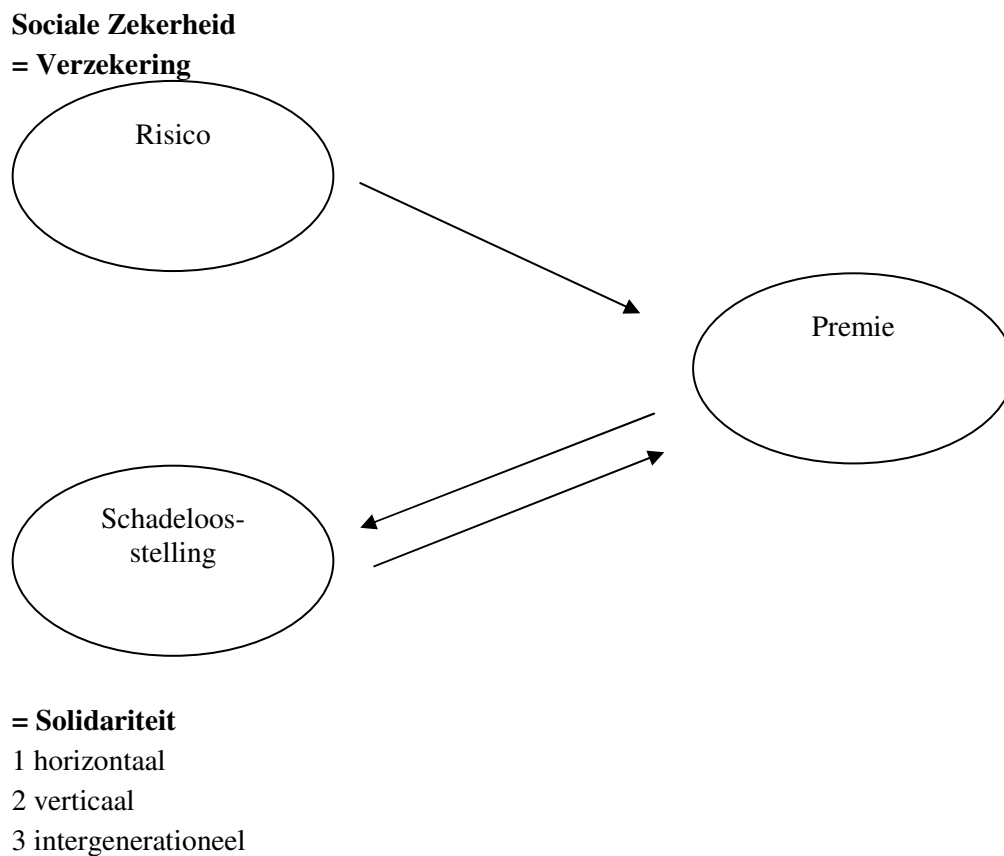 Sociale Zekerheid
= Verzekering
Risico
Premie
Schadeloos-
stelling
= Solidariteit
1 horizontaal
2 verticaal
3 intergenerationeel